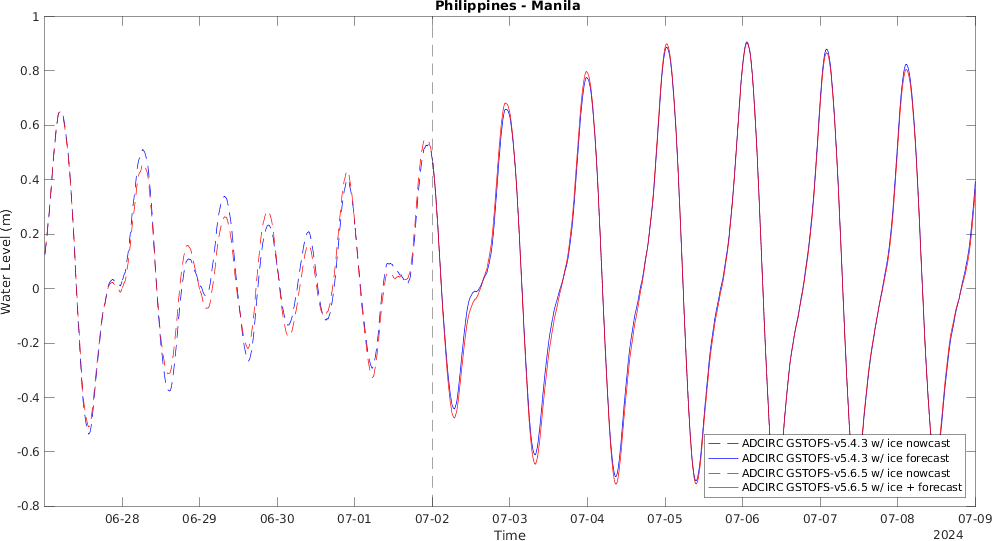 Philippines - Manila
1
0.8
0.6
0.4
0.2
0
-0.2
-0.4
-0.6
-0.8
Water Level (m)
ADCIRC GSTOFS-v5.4.3 w/ ice nowcast
ADCIRC GSTOFS-v5.4.3 w/ ice forecast
ADCIRC GSTOFS-v5.6.5 w/ ice nowcast
ADCIRC GSTOFS-v5.6.5 w/ ice + forecast
06-28 06-29 06-30 07-01 07-02 07-03 07-04 07-05 07-06 07-07 07-08 07-09
Time
2024